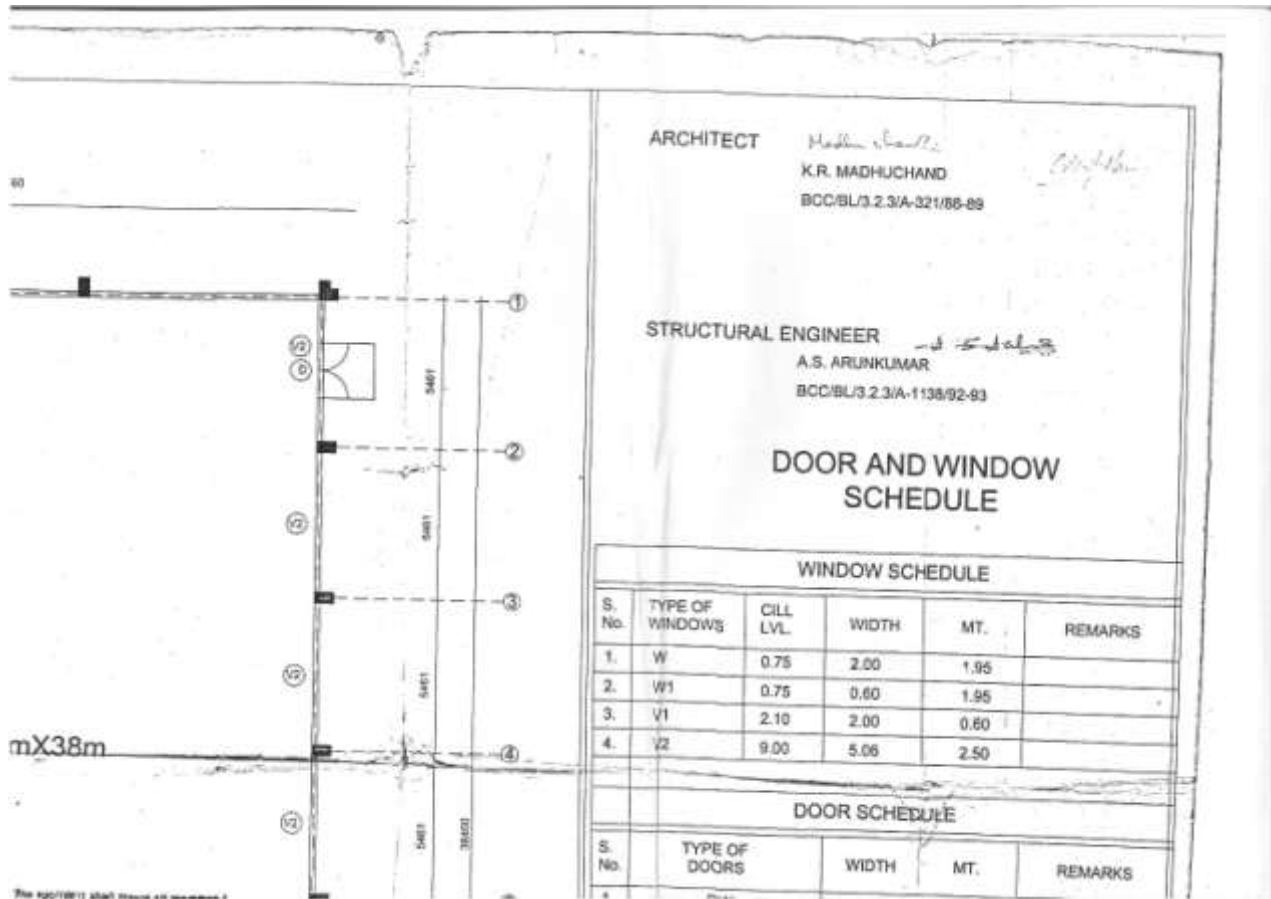 60
ARCHITECT
K.R. MADHUCHAND
BCC/BL/3.2.3/A-321/88-89
1
STRUCTURAL ENGINEER
A.S. ARUNKUMAR
BCC/BL/3.2.3/A-1138/92-93
V2
D
5461
2
DOOR AND WINDOW
SCHEDULE
V2
5461
WINDOW SCHEDULE
3
S. No. TYPE OF WINDOWS CILL LVL. WIDTH MT. REMARKS
1. W 0.75 2.00 1.95
V2
5461
2. W1 0.75 0.60 1.95
3. V1 2.10 2.00 0.60
mX38m
4
4. V2 9.00 5.06 2.50
DOOR SCHEDULE
V2
5461
S. No. TYPE OF DOORS WIDTH MT. REMARKS